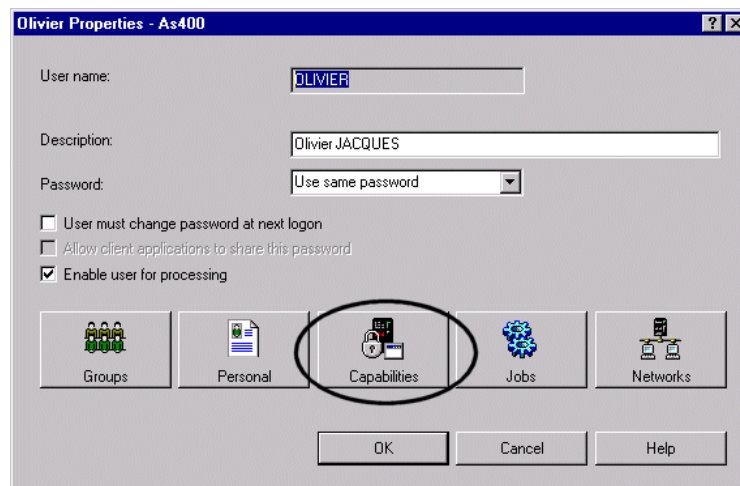 Olivier Properties - As400
User name:
OLIVIER
Description:
Olivier JACQUES
Password:
Use same password
User must change password at next logon
Allow client applications to share this password
Enable user for processing
Groups
Personal
Capabilities
Jobs
Networks
OK
Cancel
Help